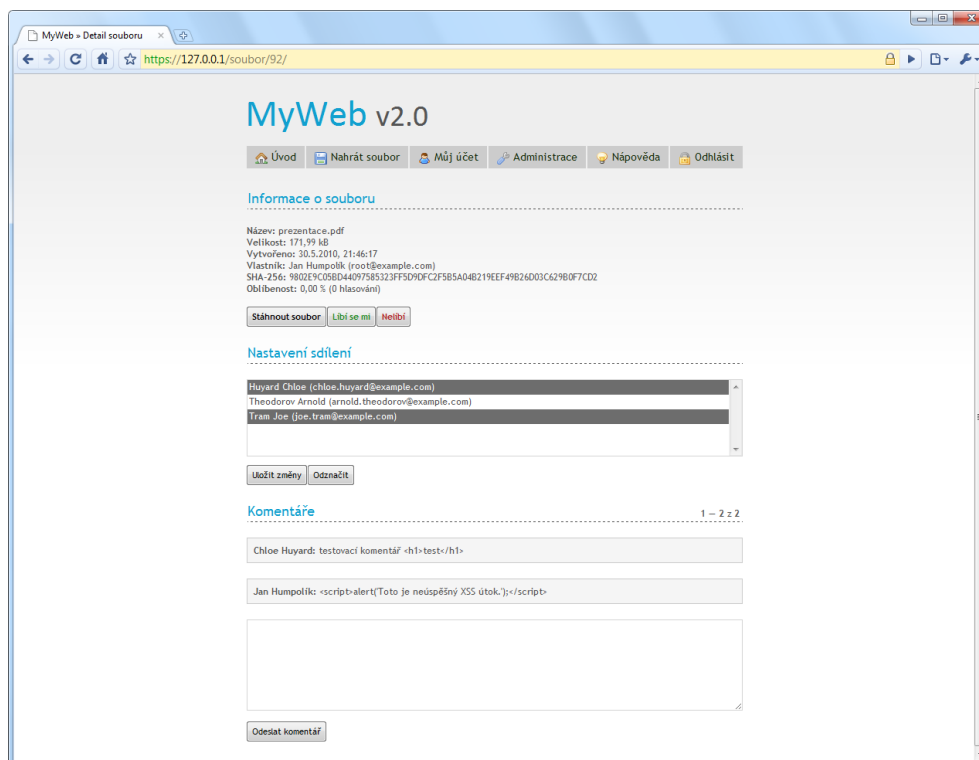 MyWeb » Detail souboru
https://127.0.0.1/soubor/92/
MyWeb v2.0
Úvod Nahrát soubor Můj účet Administrace Nápověda Odhlásit
Informace o souboru
Název: prezentace.pdf
Velikost: 171,99 kB
Vytvořeno: 30.5.2010, 21:46:17
Vlastník: Jan Humpolík (root@example.com)
SHA-256: 9802E9C05BD44097585323FF5D9DFC2F5B5A04B219EEF49B26D03C629B0F7CD2
Oblíbenost: 0,00 % (0 hlasování)
Stáhnout soubor Líbí se mi Nelíbí
Nastavení sdílení
Huyard Chloe (chloe.huyard@example.com)
Theodorov Arnold (arnold.theodorov@example.com)
Tram Joe (joe.tram@example.com)
Uložit změny Odznačit
Komentáře 1 – 2 z 2
Chloe Huyard: testovací komentář <h1>test</h1>
Jan Humpolík: <script>alert('Toto je neúspěšný XSS útok.');</script>
Odeslat komentář